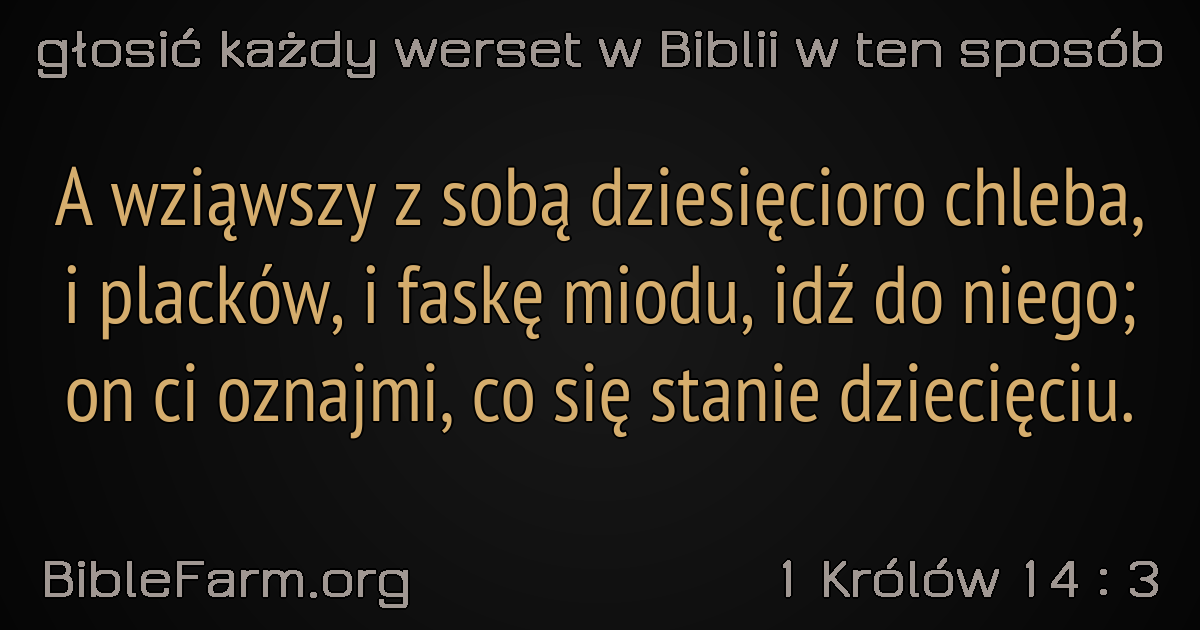 głosić każdy werset w Biblii w ten sposób
A wziąwszy z sobą dziesięcioro chleba,
i placków, i faskę miodu, idź do niego;
on ci oznajmi, co się stanie dziecięciu.
BibleFarm.org
1 Królów 14 : 3